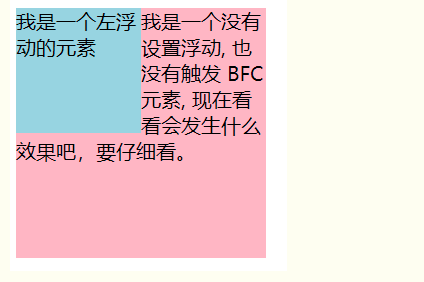 我是一个左浮
动的元素
我是一个没有
设置浮动, 也
没有触发 BFC
元素, 现在看
看会发生什么
效果吧，要仔细看。